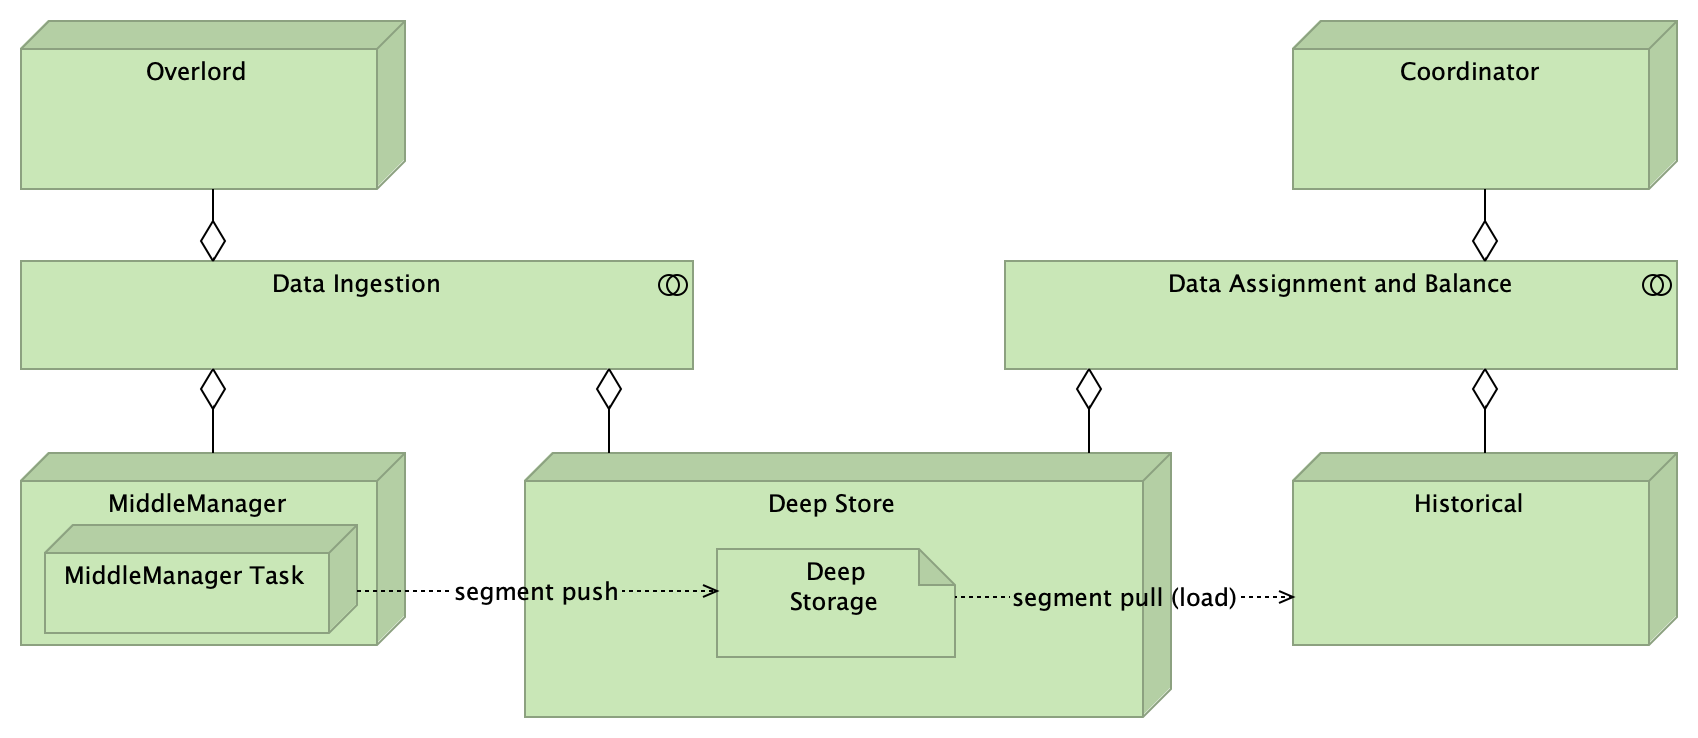 Overlord
Coordinator
Data Ingestion
Data Assignment and Balance
MiddleManager
Deep Store
Historical
MiddleManager Task
Deep
Storage
segment push
segment pull (load)